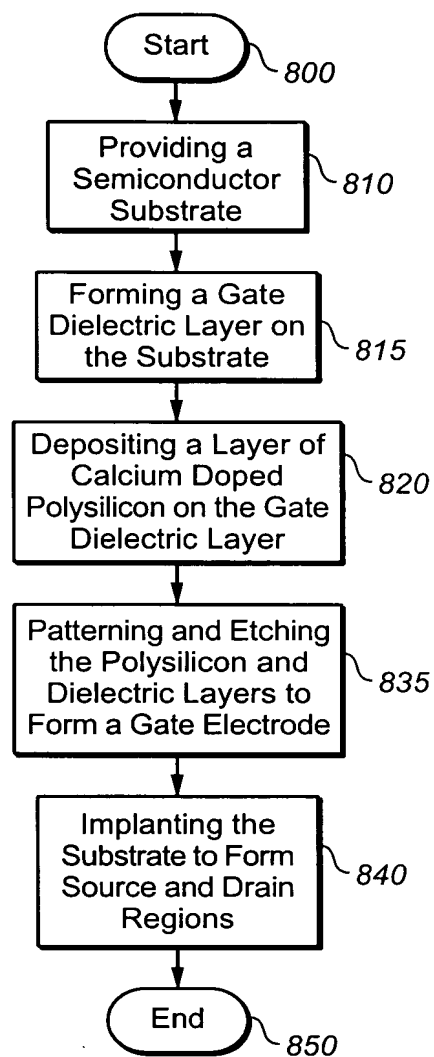 Start
800
Providing a
Semiconductor
Substrate
810
Forming a Gate
Dielectric Layer on
the Substrate
815
Depositing a Layer of
Calcium Doped
Polysilicon on the Gate
Dielectric Layer
820
Patterning and Etching
the Polysilicon and
Dielectric Layers to
Form a Gate Electrode
835
Implanting the
Substrate to Form
Source and Drain
Regions
840
End
850